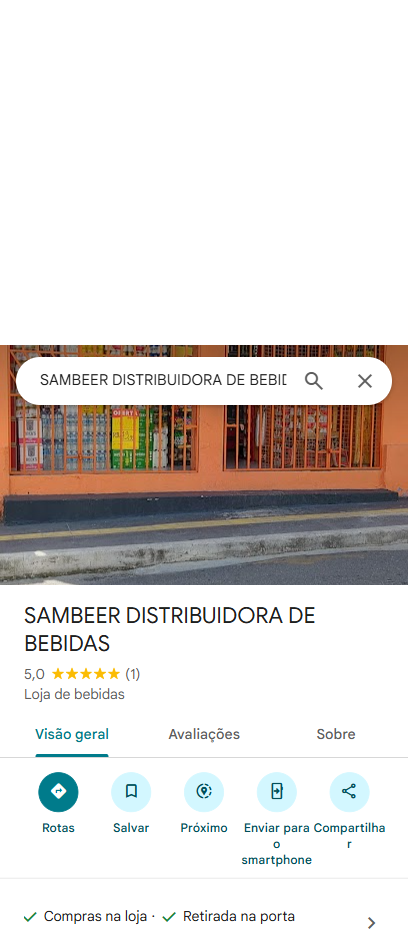 SAMBEER DISTRIBUIDORA DE BEBID
SAMBEER DISTRIBUIDORA DE
BEBIDAS
5,0 ★★★★★ (1)
Loja de bebidas
Visão geral Avaliações Sobre
Rotas Salvar Próximo Enviar para o smartphone Compartilhar
Compras na loja · Retirada na porta